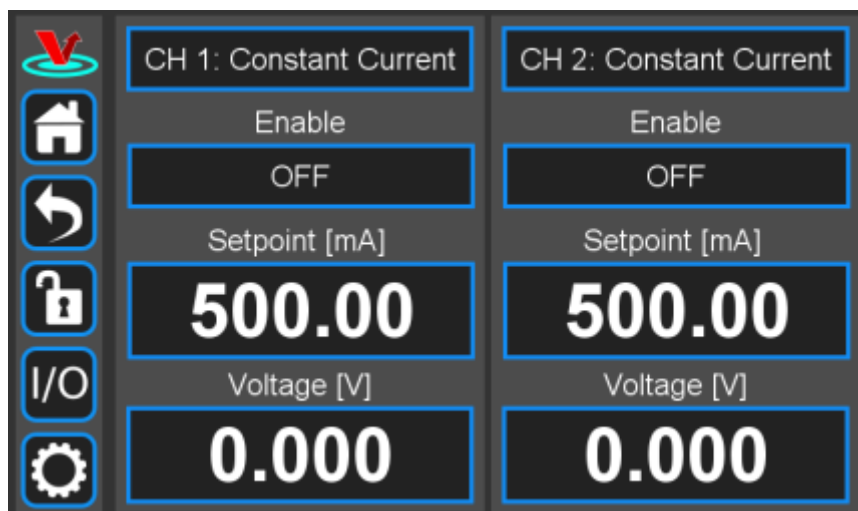 CH 1: Constant Current
Enable
OFF
Setpoint [mA]
500.00
Voltage [V]
0.000
CH 2: Constant Current
Enable
OFF
Setpoint [mA]
500.00
Voltage [V]
0.000
I/O